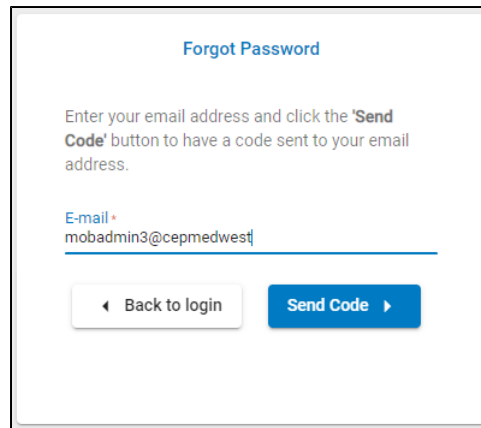 Forgot Password
Enter your email address and click the 'Send
Code' button to have a code sent to your email
address.
E-mail *
mobadmin3@cepmedwest
Back to login
Send Code